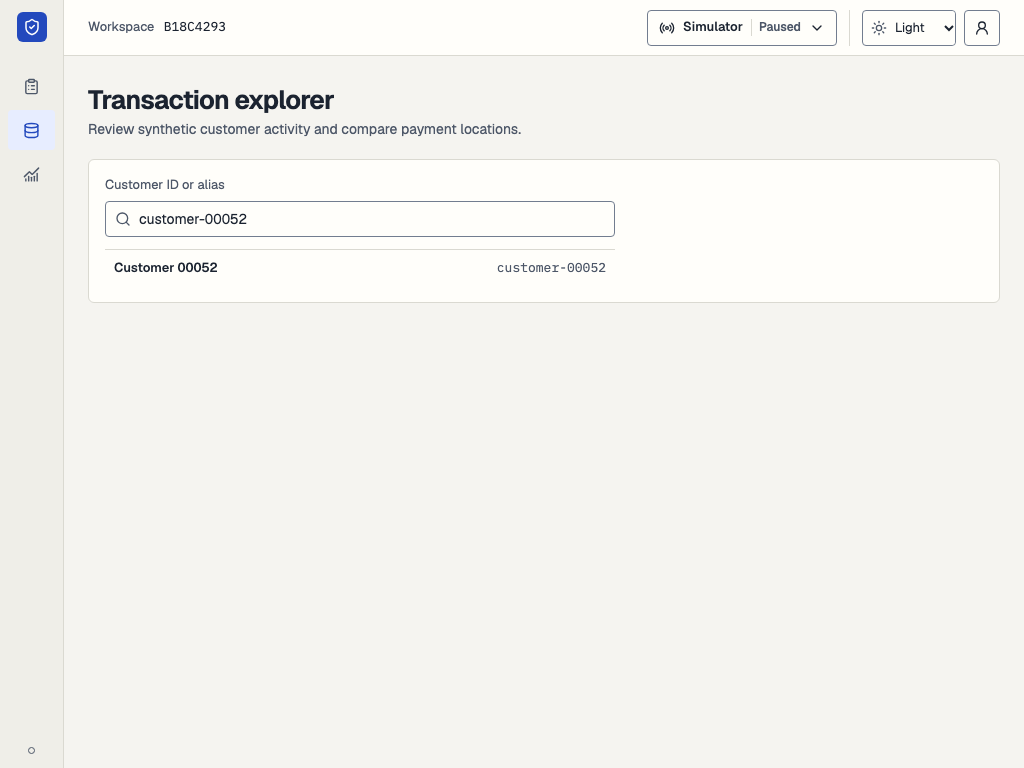 Workspace B18C4293
Simulator Paused
Light
Transaction explorer
Review synthetic customer activity and compare payment locations.
Customer ID or alias
customer-00052
Customer 00052 customer-00052